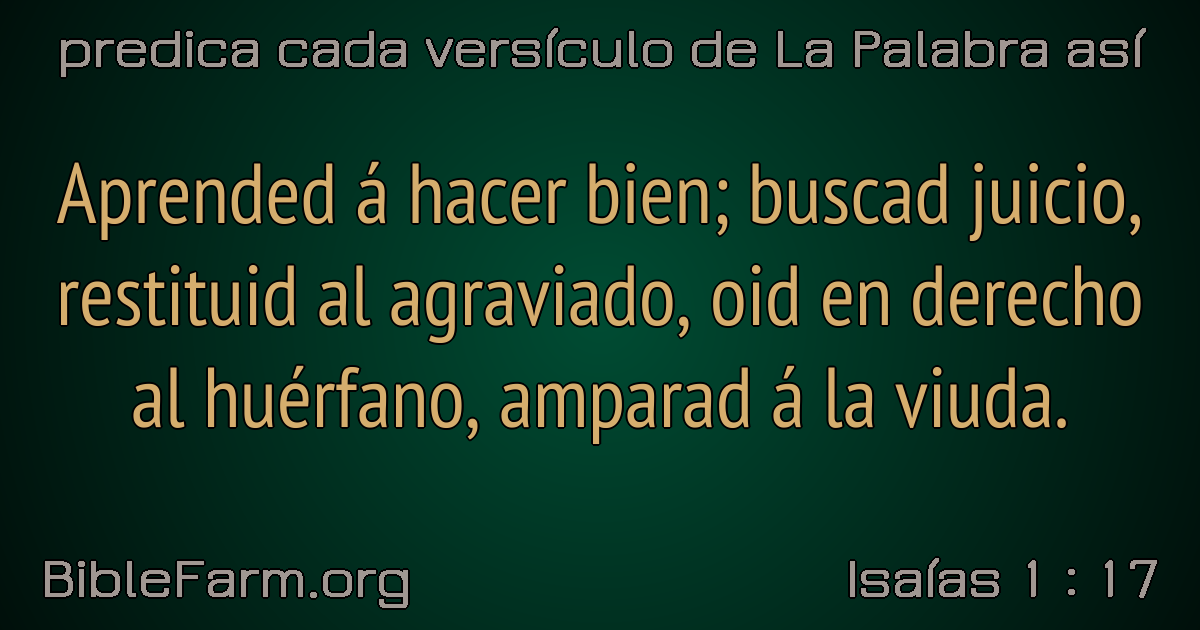 predica cada versículo de La Palabra así
Aprended á hacer bien; buscad juicio,
restituid al agraviado, oid en derecho
al huérfano, amparad á la viuda.
BibleFarm.org
Isaías 1 : 17